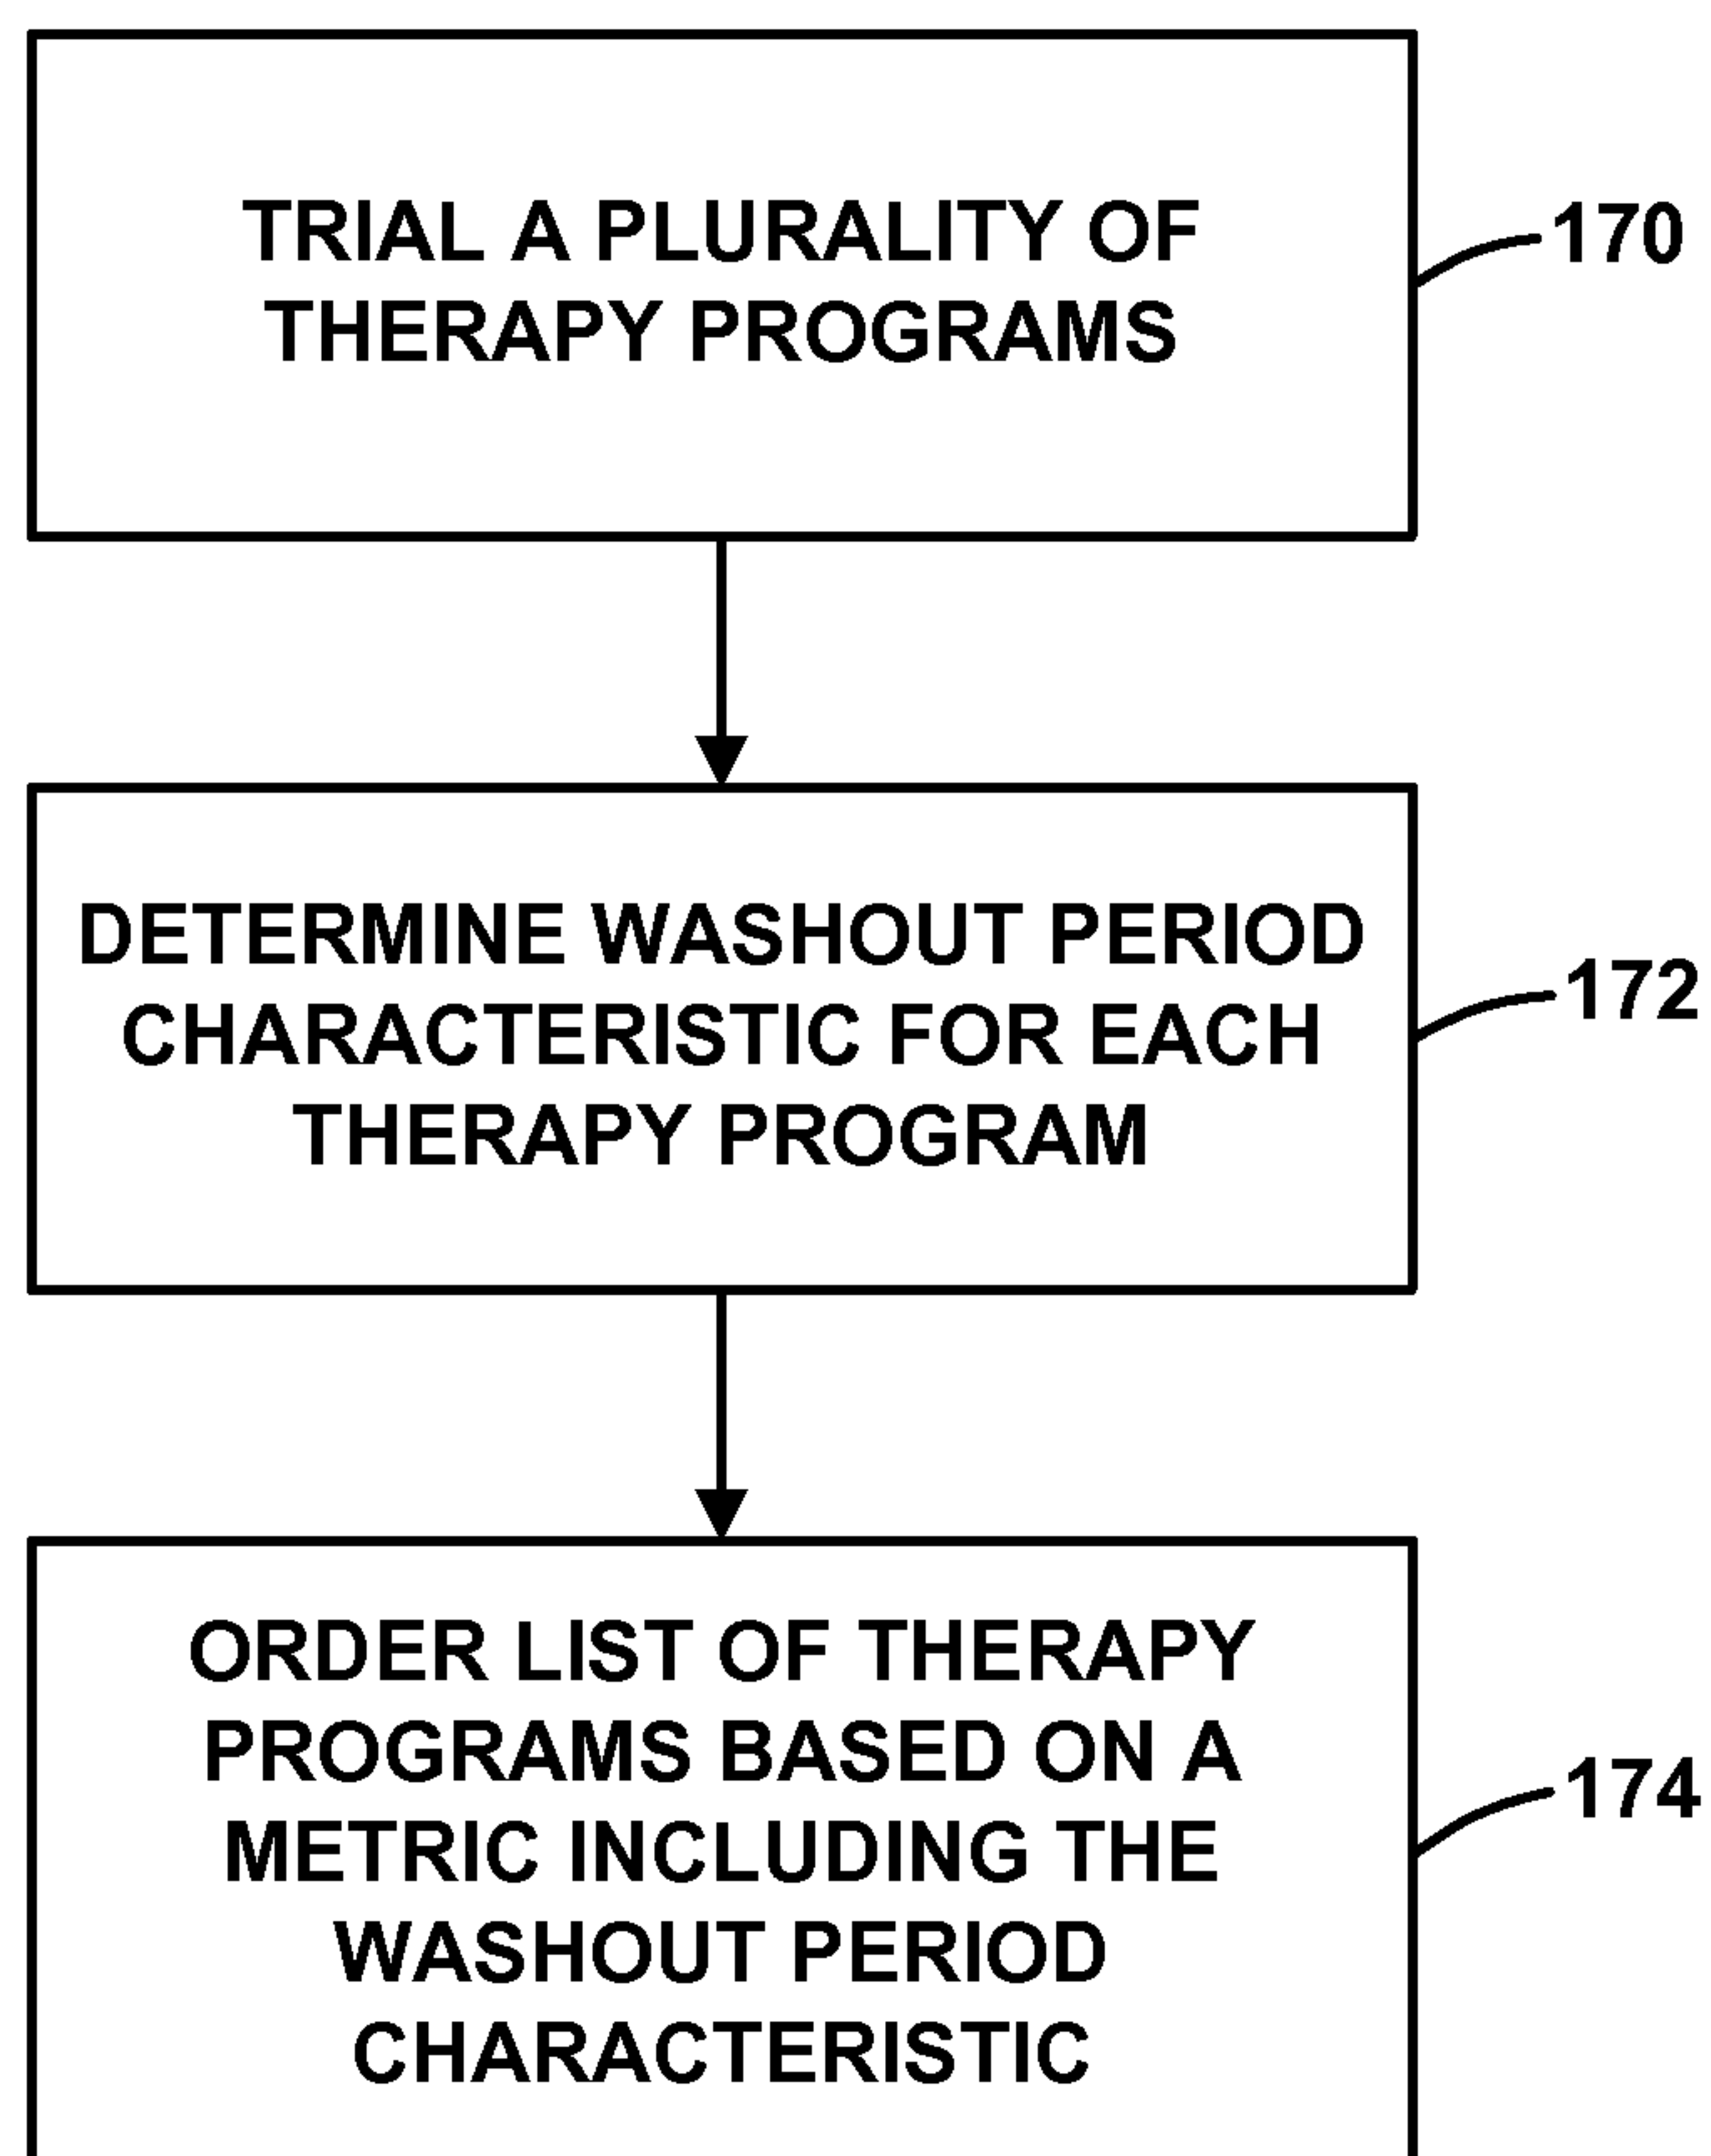 TRIAL A PLURALITY OF
THERAPY PROGRAMS
170
DETERMINE WASHOUT PERIOD
CHARACTERISTIC FOR EACH
THERAPY PROGRAM
172
ORDER LIST OF THERAPY
PROGRAMS BASED ON A
METRIC INCLUDING THE
WASHOUT PERIOD
CHARACTERISTIC
174